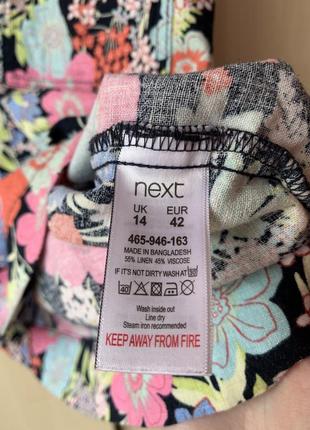 next
UK EUR
14 42
465-946-163
MADE IN BANGLADESH
55% LINEN 45% VISCOSE
IF IT'S NOT DIRTY WASH AT
40
Wash inside out
Line dry
Steam iron recommended
KEEP AWAY FROM FIRE